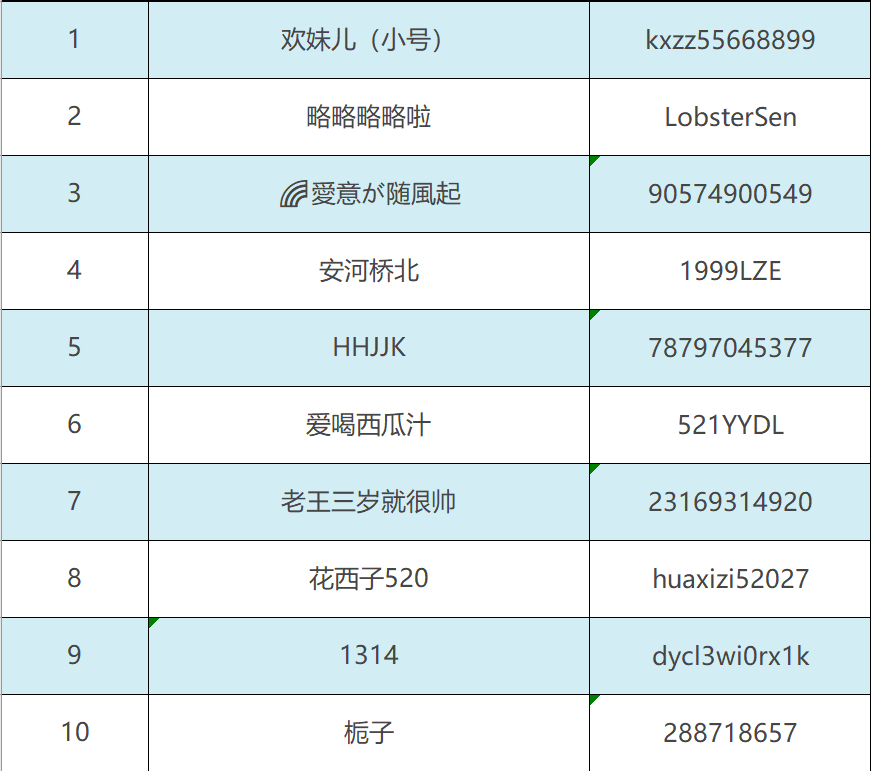 1 欢妹儿（小号） kxzz55668899
2 略略略略啦 LobsterSen
3 🌈愛意が随風起 90574900549
4 安河桥北 1999LZE
5 HHJJK 78797045377
6 爱喝西瓜汁 521YYDL
7 老王三岁就很帅 23169314920
8 花西子520 huaxizi52027
9 1314 dycl3wi0rx1k
10 栀子 288718657